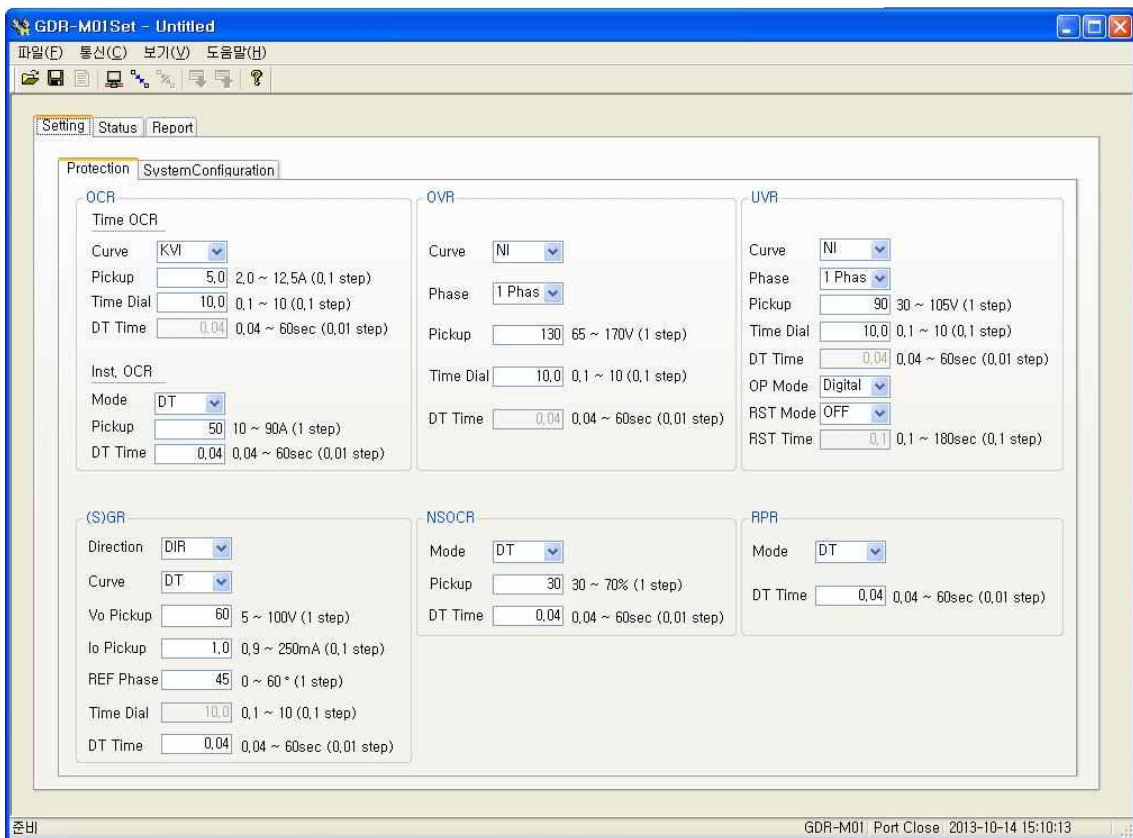 GDR-M01Set - Untitled
파일(F) 통신(C) 보기(V) 도움말(H)
Setting Status Report
Protection SystemConfiguration
OCR
Time OCR
Curve KVI
Pickup 5.0 2.0 ~ 12.5A (0.1 step)
Time Dial 10.0 0.1 ~ 10 (0.1 step)
DT Time 0.04 0.04 ~ 60sec (0.01 step)
Inst. OCR
Mode DT
Pickup 50 10 ~ 90A (1 step)
DT Time 0.04 0.04 ~ 60sec (0.01 step)
OVR
Curve NI
Phase 1 Phas
Pickup 130 65 ~ 170V (1 step)
Time Dial 10.0 0.1 ~ 10 (0.1 step)
DT Time 0.04 0.04 ~ 60sec (0.01 step)
UVR
Curve NI
Phase 1 Phas
Pickup 90 30 ~ 105V (1 step)
Time Dial 10.0 0.1 ~ 10 (0.1 step)
DT Time 0.04 0.04 ~ 60sec (0.01 step)
OP Mode Digital
RST Mode OFF
RST Time 0.1 0.1 ~ 180sec (0.1 step)
(S)GR
Direction DIR
Curve DT
Vo Pickup 60 5 ~ 100V (1 step)
Io Pickup 1.0 0.9 ~ 250mA (0.1 step)
REF Phase 45 0 ~ 60 ° (1 step)
Time Dial 10.0 0.1 ~ 10 (0.1 step)
DT Time 0.04 0.04 ~ 60sec (0.01 step)
NSOCR
Mode DT
Pickup 30 30 ~ 70% (1 step)
DT Time 0.04 0.04 ~ 60sec (0.01 step)
RPR
Mode DT
DT Time 0.04 0.04 ~ 60sec (0.01 step)
준비 GDR-M01 Port Close 2013-10-14 15:10:13